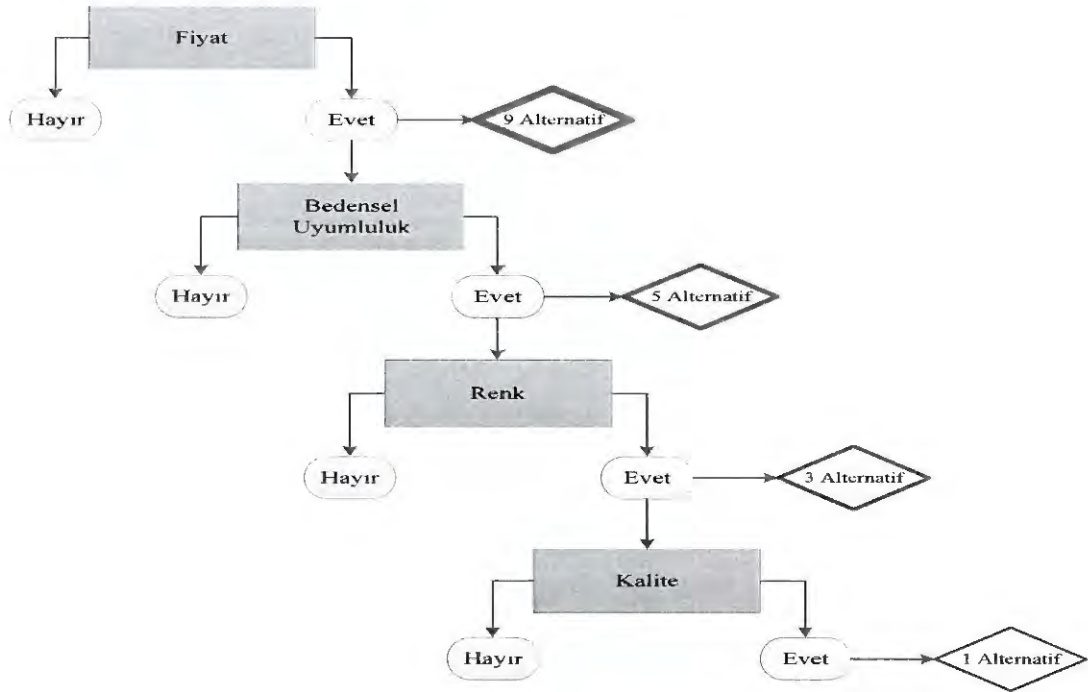 Fiyat
Hayır
Evet
9 Alternatif
Bedensel
Uyumluluk
Hayır
Evet
5 Alternatif
Renk
Hayır
Evet
3 Alternatif
Kalite
Hayır
Evet
1 Alternatif